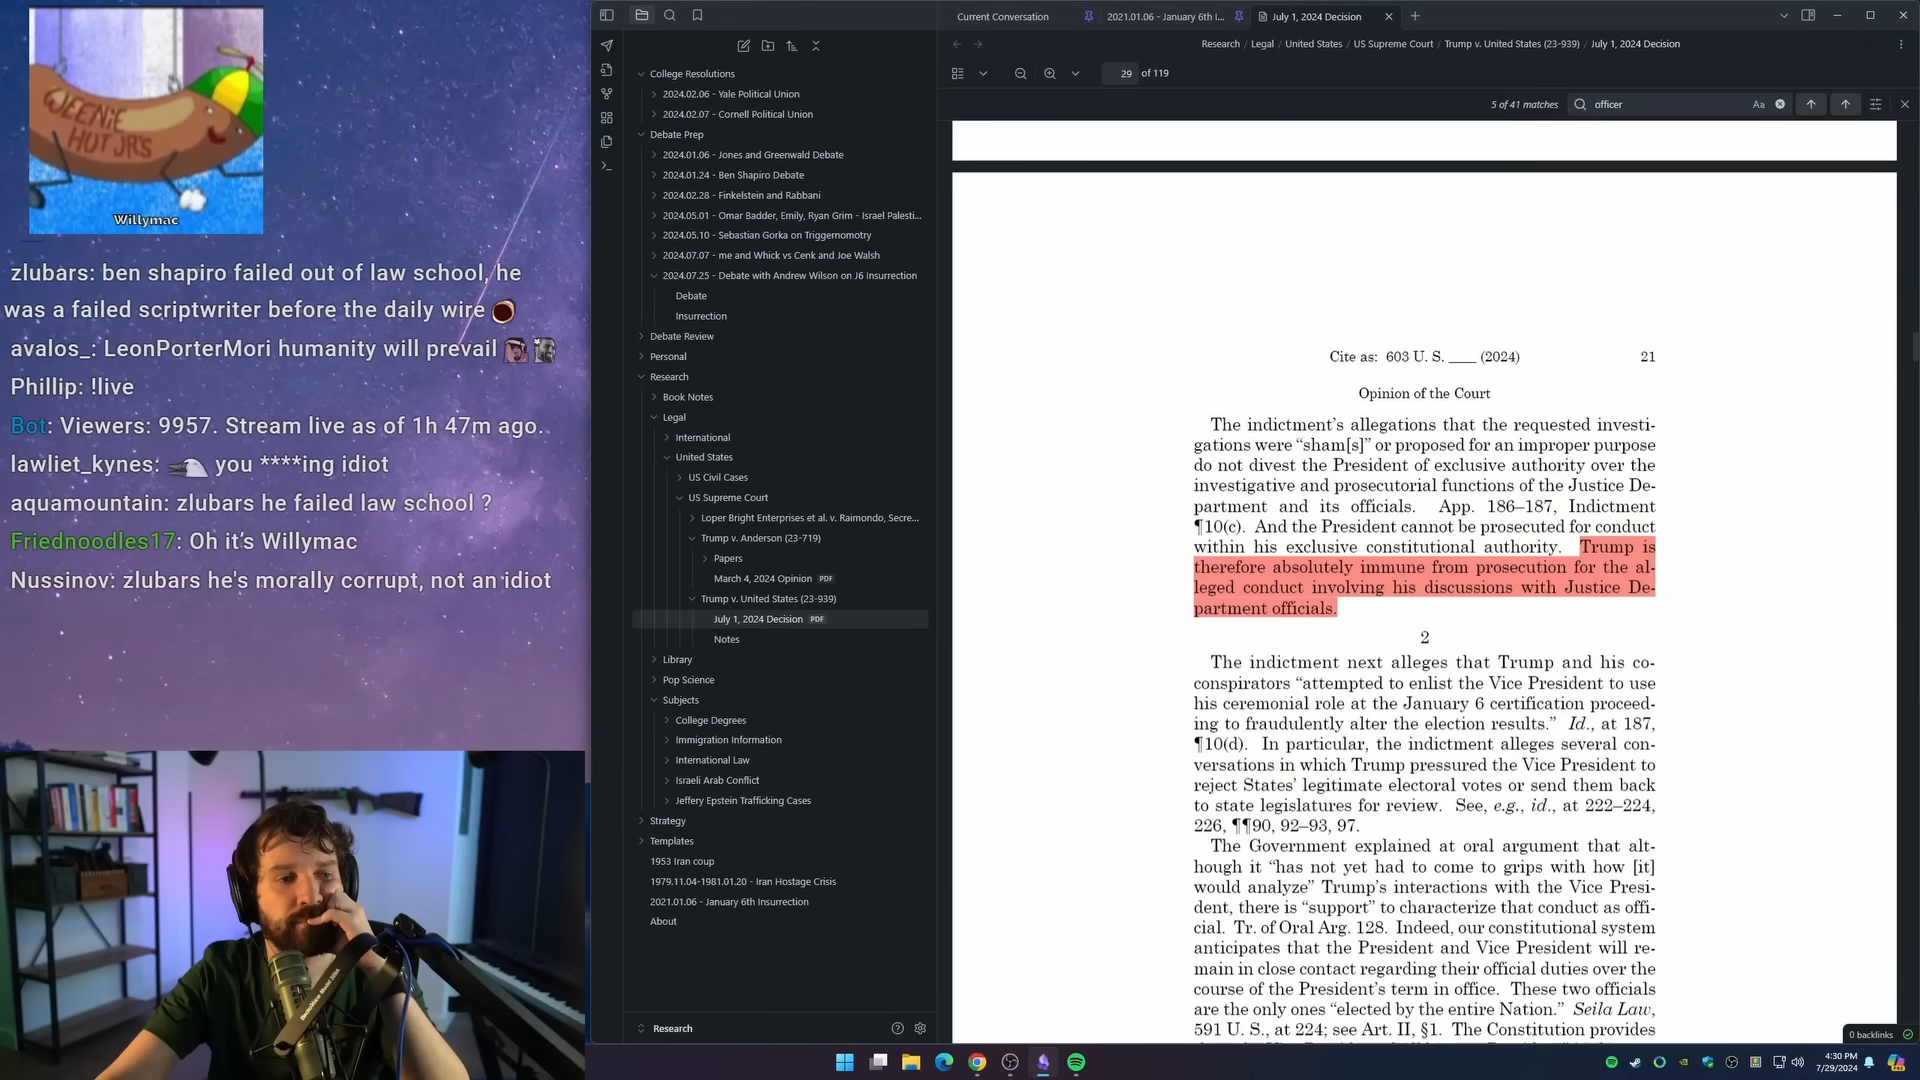 WEENIE
HUT JR'S
Willymac
zlubars: ben shapiro failed out of law school, he
was a failed scriptwriter before the daily wire
avalos_: LeonPorterMori humanity will prevail
Phillip: !live
Bot: Viewers: 9957. Stream live as of 1h 47m ago.
lawliet_kynes: you ****ing idiot
aquamountain: zlubars he failed law school ?
Friednoodles17: Oh it's Willymac
Nussinov: zlubars he's morally corrupt, not an idiot
College Resolutions
2024.02.06 - Yale Political Union
2024.02.07 - Cornell Political Union
Debate Prep
2024.01.06 - Jones and Greenwald Debate
2024.01.24 - Ben Shapiro Debate
2024.02.28 - Finkelstein and Rabbani
2024.05.01 - Omar Badder, Emily, Ryan Grim - Israel Palesti...
2024.05.10 - Sebastian Gorka on Triggernomotry
2024.07.07 - me and Whick vs Cenk and Joe Walsh
2024.07.25 - Debate with Andrew Wilson on J6 Insurrection
Debate
Insurrection
Debate Review
Personal
Research
Book Notes
Legal
International
United States
US Civil Cases
US Supreme Court
Loper Bright Enterprises et al. v. Raimondo, Secre...
Trump v. Anderson (23-719)
Papers
March 4, 2024 Opinion PDF
Trump v. United States (23-939)
July 1, 2024 Decision PDF
Notes
Library
Pop Science
Subjects
College Degrees
Immigration Information
International Law
Israeli Arab Conflict
Jeffery Epstein Trafficking Cases
Strategy
Templates
1953 Iran coup
1979.11.04-1981.01.20 - Iran Hostage Crisis
2021.01.06 - January 6th Insurrection
About
Research
Current Conversation
2021.01.06 - January 6th I...
July 1, 2024 Decision
Research / Legal / United States / US Supreme Court / Trump v. United States (23-939) / July 1, 2024 Decision
29 of 119
5 of 41 matches
officer
Aa
Cite as: 603 U. S. ____ (2024) 21
Opinion of the Court
The indictment's allegations that the requested investi-
gations were “sham[s]” or proposed for an improper purpose
do not divest the President of exclusive authority over the
investigative and prosecutorial functions of the Justice De-
partment and its officials. App. 186–187, Indictment
¶10(c). And the President cannot be prosecuted for conduct
within his exclusive constitutional authority. Trump is
therefore absolutely immune from prosecution for the al-
leged conduct involving his discussions with Justice De-
partment officials.
2
The indictment next alleges that Trump and his co-
conspirators “attempted to enlist the Vice President to use
his ceremonial role at the January 6 certification proceed-
ing to fraudulently alter the election results.” Id., at 187,
¶10(d). In particular, the indictment alleges several con-
versations in which Trump pressured the Vice President to
reject States' legitimate electoral votes or send them back
to state legislatures for review. See, e.g., id., at 222–224,
226, ¶¶90, 92–93, 97.
The Government explained at oral argument that alt-
hough it “has not yet had to come to grips with how [it]
would analyze” Trump's interactions with the Vice Presi-
dent, there is “support” to characterize that conduct as offi-
cial. Tr. of Oral Arg. 128. Indeed, our constitutional system
anticipates that the President and Vice President will re-
main in close contact regarding their official duties over the
course of the President's term in office. These two officials
are the only ones “elected by the entire Nation.” Seila Law,
591 U. S., at 224; see Art. II, §1. The Constitution provides
0 backlinks
4:30 PM
7/29/2024